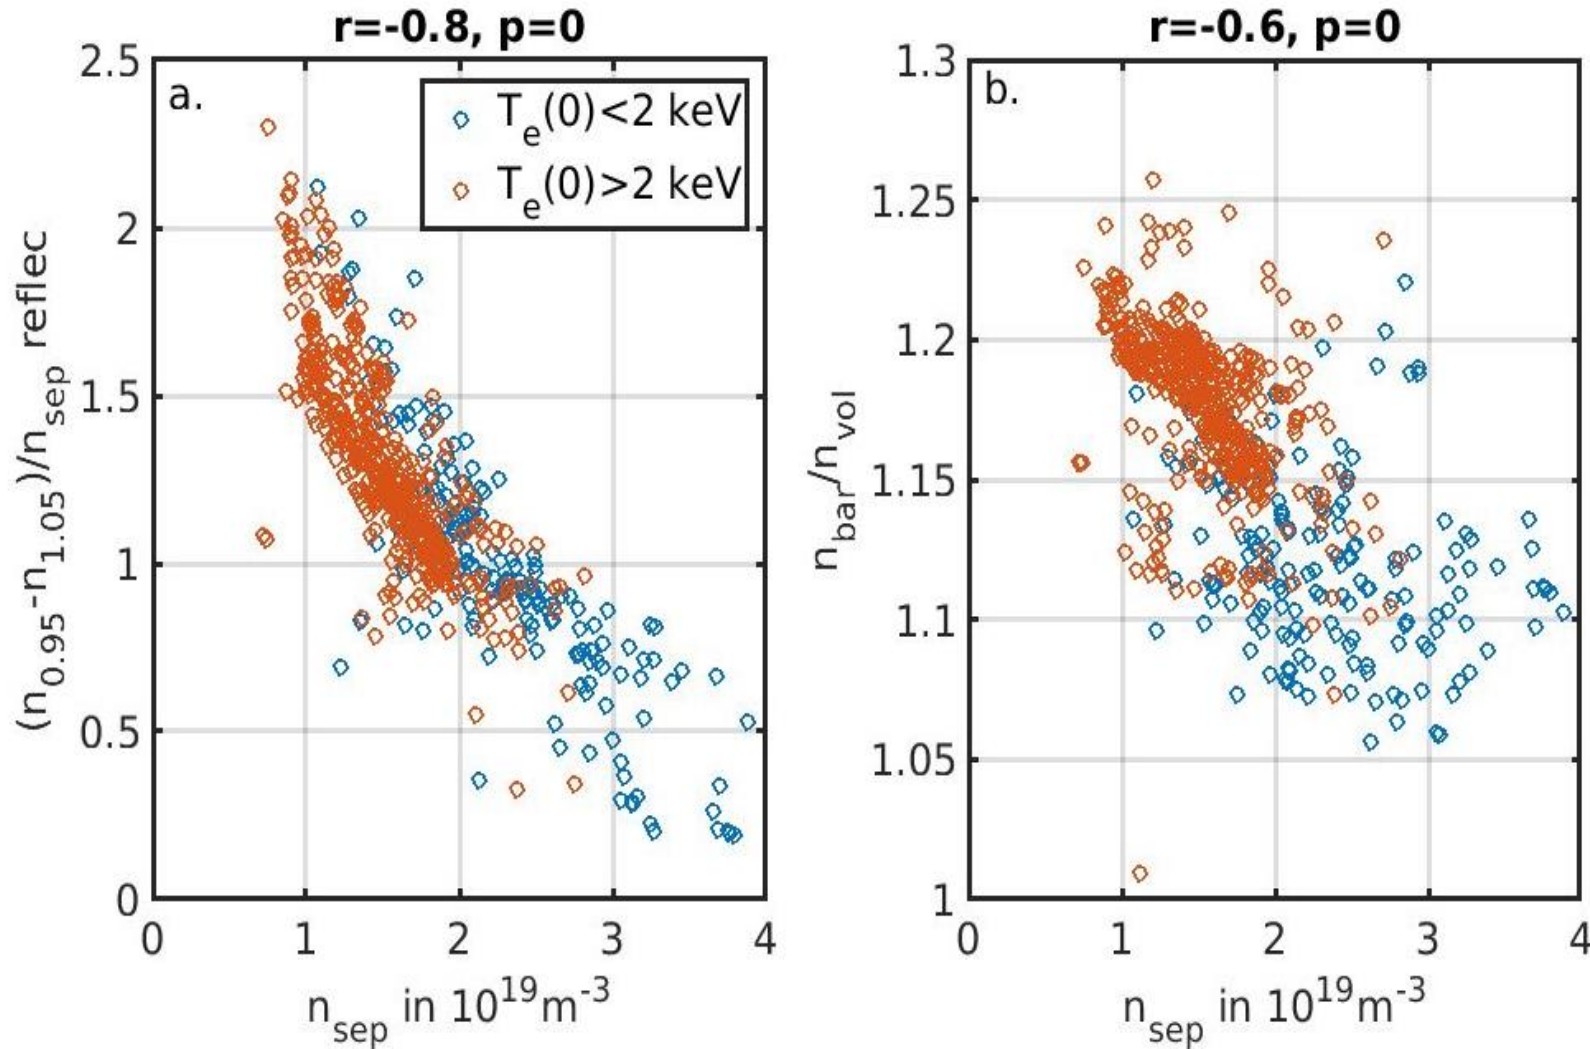 r=-0.8, p=0
a.
T_e(0)<2 keV
T_e(0)>2 keV
2.5
2
1.5
1
0.5
0
(n_0.95-n_1.05)/n_sep reflec
0 1 2 3 4
n_sep in 10^19m^-3
r=-0.6, p=0
b.
1.3
1.25
1.2
1.15
1.1
1.05
1
n_bar/n_vol
0 1 2 3 4
n_sep in 10^19m^-3